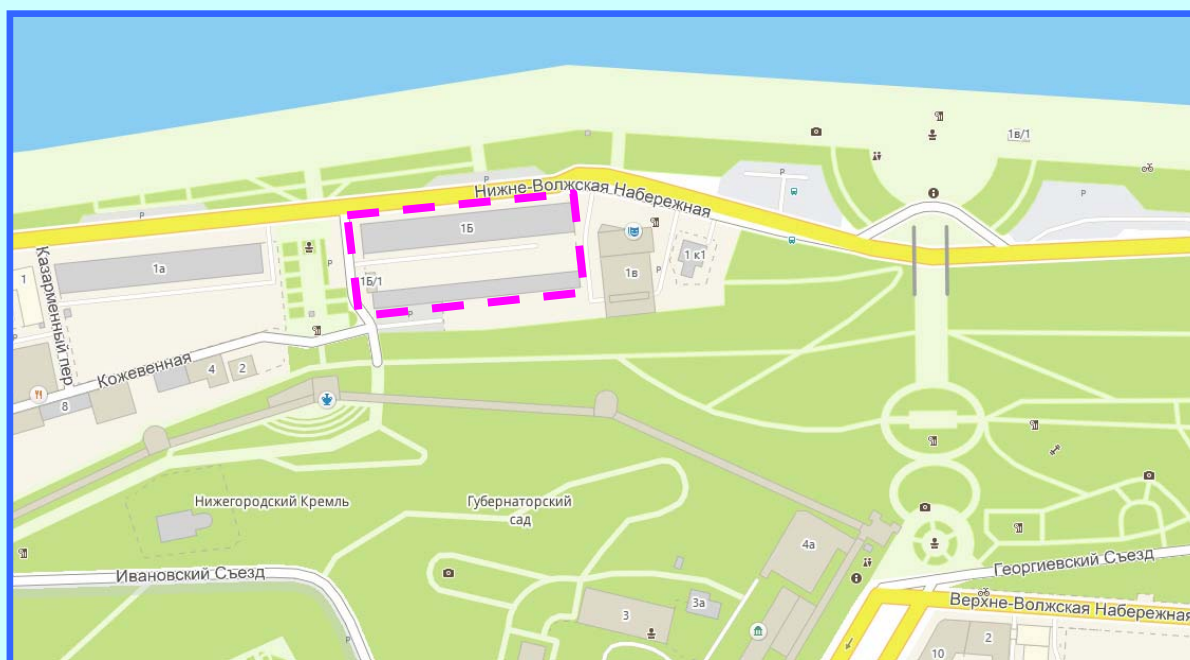 1в/1
P
P
Нижне-Волжская Набережная
P
P
1Б
1а
1
Казарменный пер.
P
1Б/1
1в
P
1 к1
P
P
Кожевенная
4
2
8
Нижегородский Кремль
Губернаторский
сад
4а
Ивановский Съезд
Георгиевский Съезд
Верхне-Волжская Набережная
3
3а
P
10
2